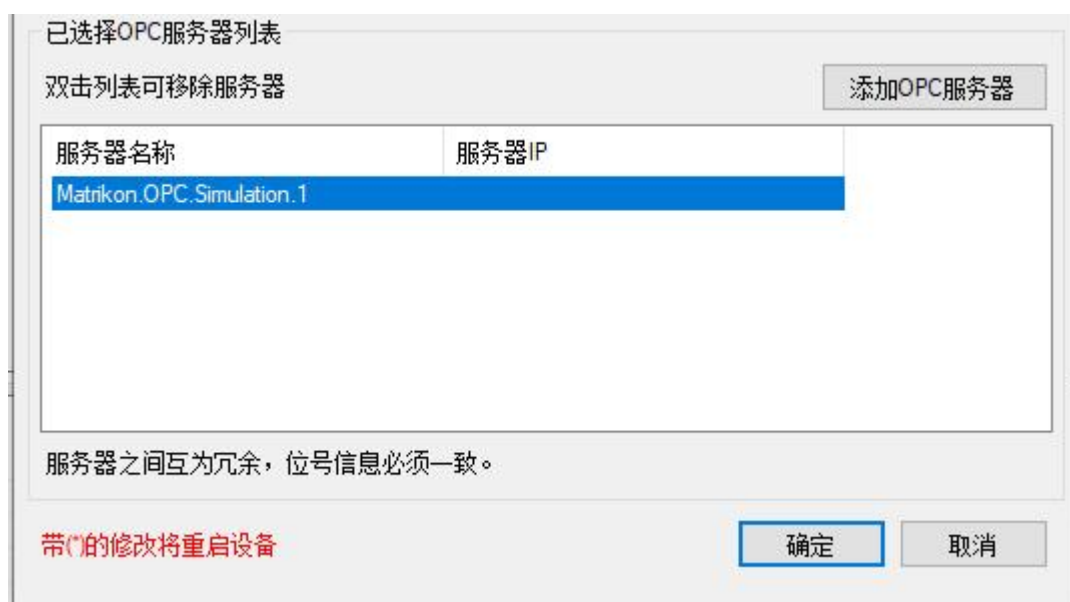 已选择OPC服务器列表
双击列表可移除服务器
添加OPC服务器
服务器名称 服务器IP
Matrikon.OPC.Simulation.1
服务器之间互为冗余，位号信息必须一致。
带(*)的修改将重启设备
确定 取消